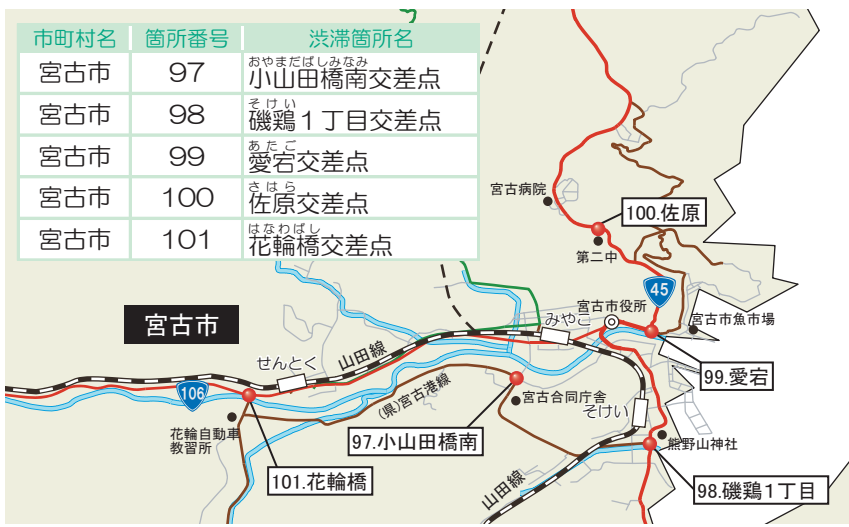 市町村名 箇所番号 渋滞箇所名
おやまだばしみなみ
宮古市 97 小山田橋南交差点
そけい
宮古市 98 磯鶏1丁目交差点
あたご
宮古市 99 愛宕交差点
さはら
宮古市 100 佐原交差点
はなわばし
宮古市 101 花輪橋交差点
宮古病院
100.佐原
第二中
45
宮古市役所
宮古市魚市場
宮古市
みやこ
せんとく
山田線
99.愛宕
106
(県)宮古港線
宮古合同庁舎
そけい
花輪自動車
教習所
97.小山田橋南
熊野山神社
101.花輪橋
山田線
98.磯鶏1丁目